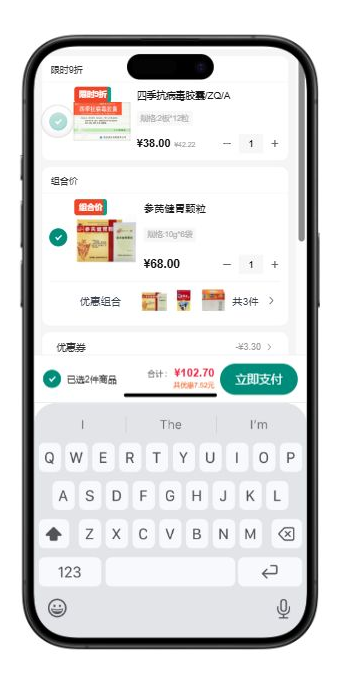 限时9折
限时9折
四季抗病毒胶囊/ZQ/A
规格:2板*12粒
¥38.00 ¥42.22
— 1 +
组合价
组合价
参芪健胃颗粒
规格:10g*6袋
¥68.00
— 1 +
优惠组合
共3件 >
优惠券
-¥3.30 >
已选2件商品
合计: ¥102.70
共优惠7.52元
立即支付
I The I'm
Q W E R T Y U I O P
A S D F G H J K L
Z X C V B N M
123